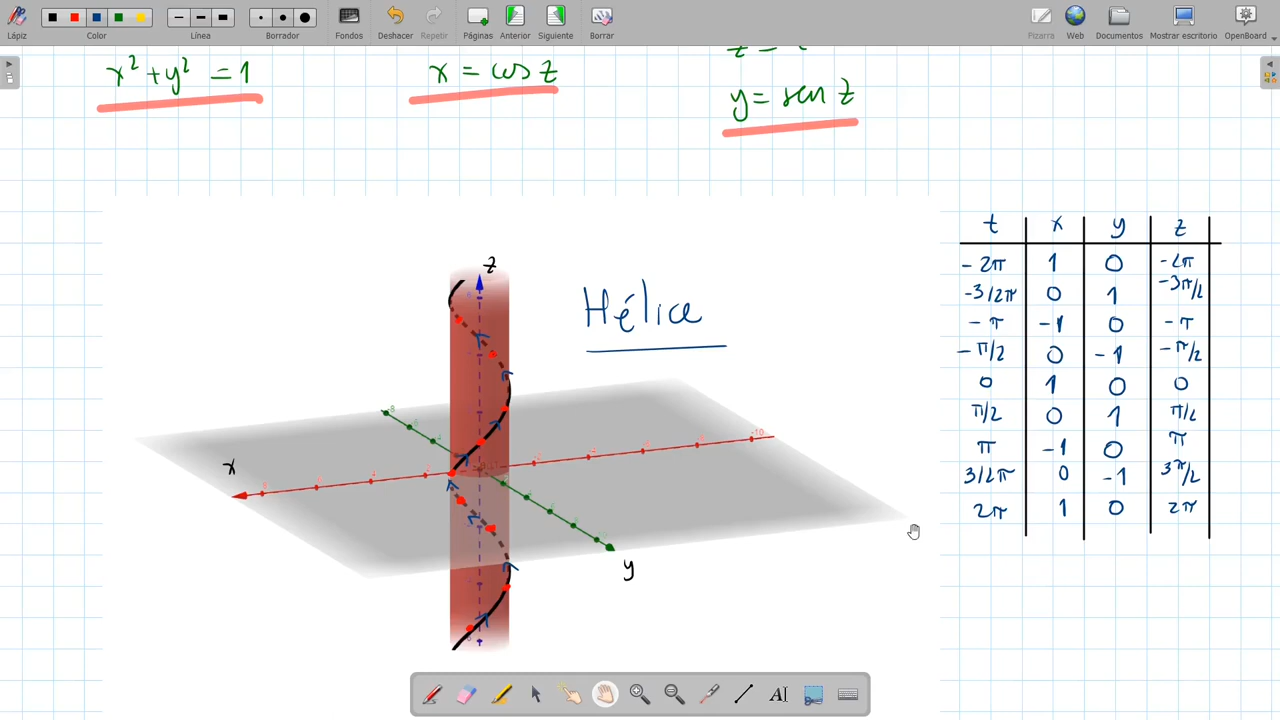 Lápiz Color Línea Borrador Fondos Deshacer Repetir Páginas Anterior Siguiente Borrar Pizarra Web Documentos Mostrar escritorio OpenBoard
x² + y² = 1
x = cos z
y = sen z
Hélice
z
x
y
t x y z
-2π 1 0 -2π
-3/2π 0 1 -3π/2
-π -1 0 -π
-π/2 0 -1 -π/2
0 1 0 0
π/2 0 1 π/2
π -1 0 π
3/2π 0 -1 3π/2
2π 1 0 2π